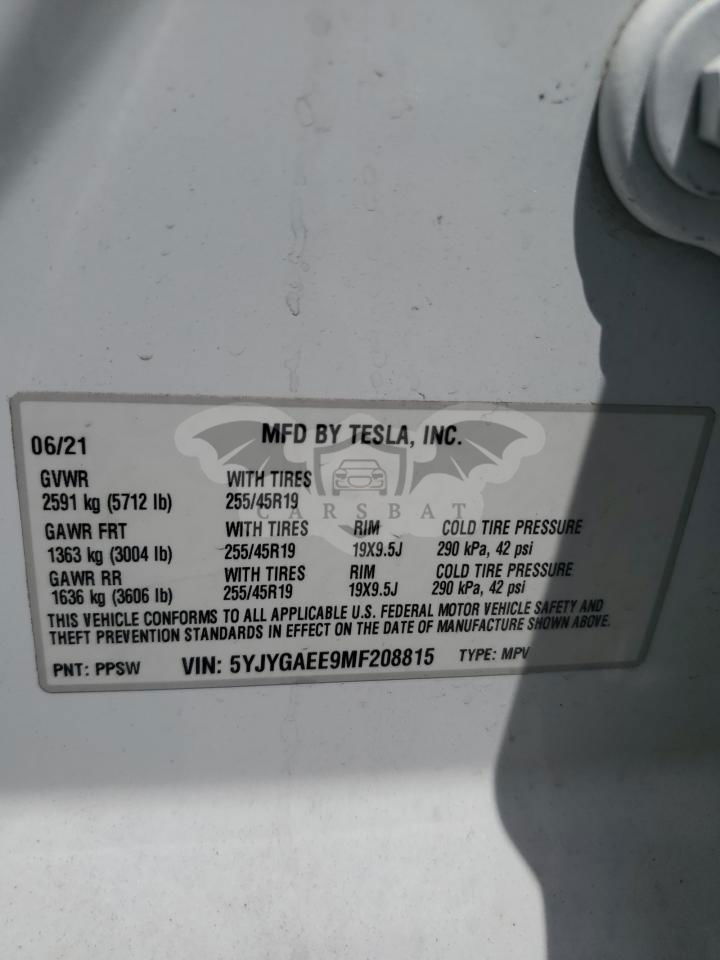 06/21 MFD BY TESLA, INC.
GVWR WITH TIRES
2591 kg (5712 lb) 255/45R19
GAWR FRT WITH TIRES RIM COLD TIRE PRESSURE
1363 kg (3004 lb) 255/45R19 19X9.5J 290 kPa, 42 psi
GAWR RR WITH TIRES RIM COLD TIRE PRESSURE
1636 kg (3606 lb) 255/45R19 19X9.5J 290 kPa, 42 psi
THIS VEHICLE CONFORMS TO ALL APPLICABLE U.S. FEDERAL MOTOR VEHICLE SAFETY AND
THEFT PREVENTION STANDARDS IN EFFECT ON THE DATE OF MANUFACTURE SHOWN ABOVE.
PNT: PPSW VIN: 5YJYGAEE9MF208815 TYPE: MPV
CARSBAT